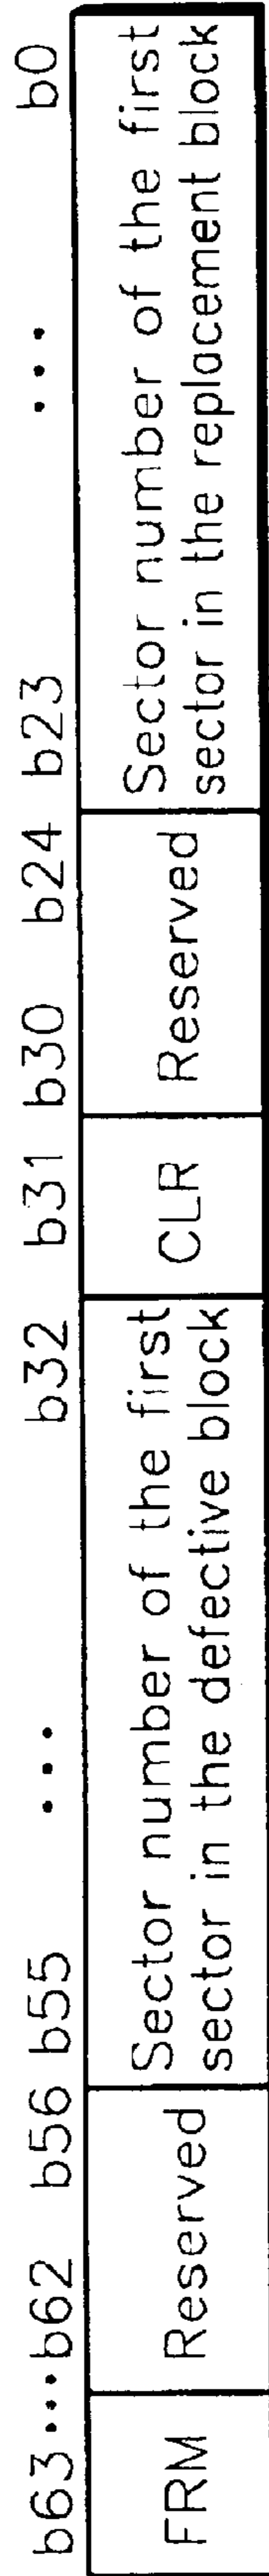 b63 ... b62 b56 b55 ... b32 b31 b30 b24 b23 ... b0
FRM
Reserved
Sector number of the first
sector in the defective block
CLR
Reserved
Sector number of the first
sector in the replacement block